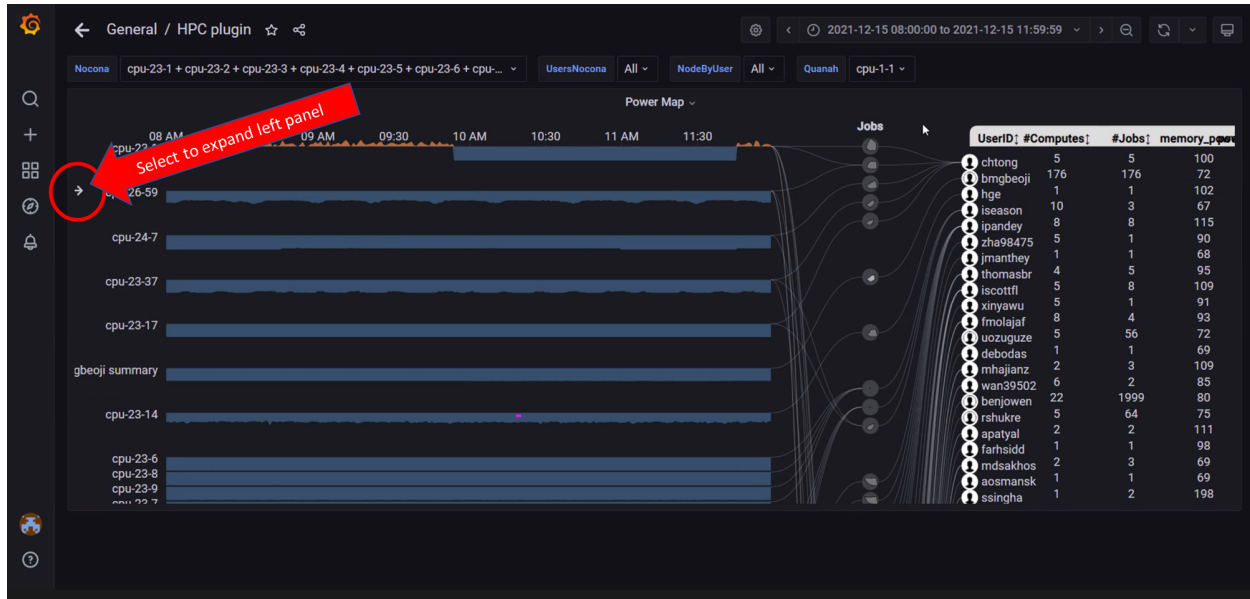 General / HPC plugin
2021-12-15 08:00:00 to 2021-12-15 11:59:59
Nocona cpu-23-1 + cpu-23-2 + cpu-23-3 + cpu-23-4 + cpu-23-5 + cpu-23-6 + cpu-... UsersNocona All NodeByUser All Quanah cpu-1-1
Power Map
Select to expand left panel
08 AM 09 AM 09:30 10 AM 10:30 11 AM 11:30
Jobs
UserID #Computes #Jobs
chtong 5 5 100
bmgbeoji 176 176 72
hge 1 1 102
iseason 10 3 67
ipandey 8 8 115
zha98475 5 1 90
jmanthey 1 1 68
thomasbr 4 5 95
iscottfl 5 8 109
xinyawu 5 1 91
fmolajaf 8 4 93
uozuguze 5 56 72
debodas 1 1 69
mhajianz 2 3 109
wan39502 6 2 85
benjowen 22 1999 80
rshukre 5 64 75
apatyal 2 2 111
farhsidd 1 1 98
mdsakhos 2 3 69
aosmansk 1 1 69
ssingha 1 2 198
cpu-24-7
cpu-23-37
cpu-23-17
gbeoji summary
cpu-23-14
cpu-23-6
cpu-23-8
cpu-23-9